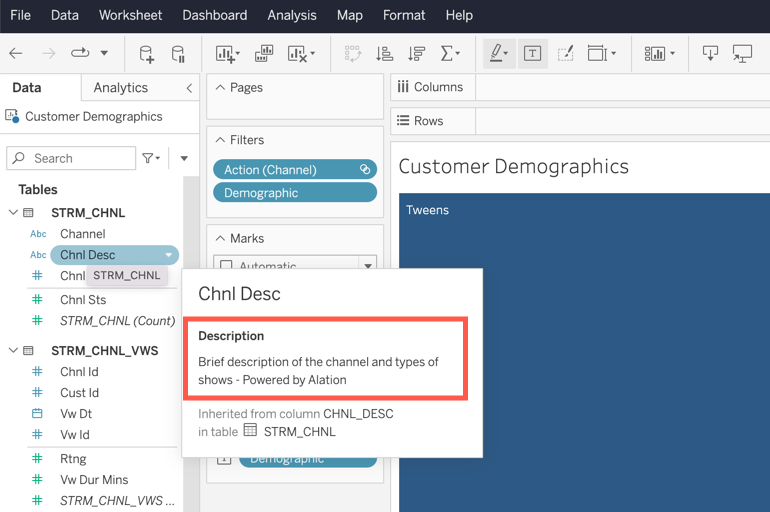 File Data Worksheet Dashboard Analysis Map Format Help
Data Analytics
Customer Demographics
Search
Tables
STRM_CHNL
Abc Channel
Abc Chnl Desc
Chnl
STRM_CHNL
Chnl Sts
STRM_CHNL (Count)
STRM_CHNL_VWS
Chnl Id
Cust Id
Vw Dt
Vw Id
Rtng
Vw Dur Mins
STRM_CHNL_VWS ...
Pages
Filters
Action (Channel)
Demographic
Marks
Automatic
Demographic
Columns
Rows
Customer Demographics
Tweens
Chnl Desc
Description
Brief description of the channel and types of
shows - Powered by Alation
Inherited from column CHNL_DESC
in table STRM_CHNL